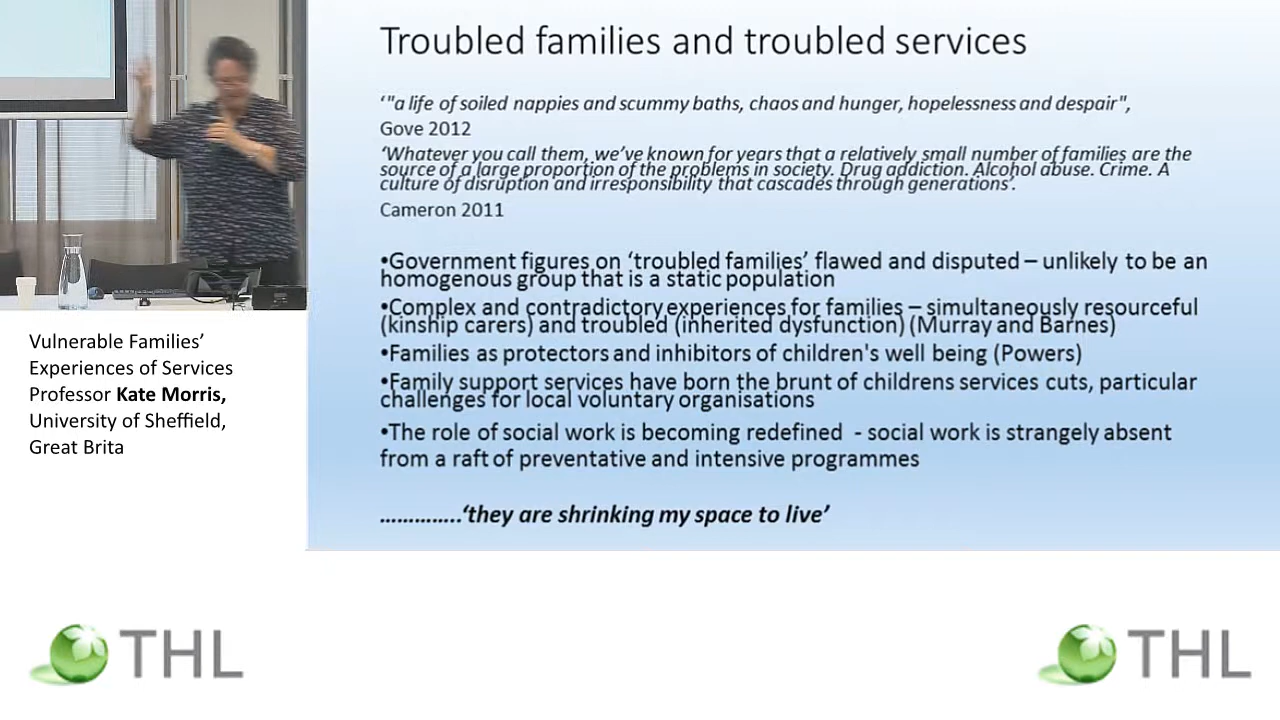 Troubled families and troubled services
‘"a life of soiled nappies and scummy baths, chaos and hunger, hopelessness and despair",
Gove 2012
‘Whatever you call them, we’ve known for years that a relatively small number of families are the
source of a large proportion of the problems in society. Drug addiction. Alcohol abuse. Crime. A
culture of disruption and irresponsibility that cascades through generations’.
Cameron 2011
•Government figures on ‘troubled families’ flawed and disputed – unlikely to be an
homogenous group that is a static population
•Complex and contradictory experiences for families – simultaneously resourceful
(kinship carers) and troubled (inherited dysfunction) (Murray and Barnes)
•Families as protectors and inhibitors of children's well being (Powers)
•Family support services have born the brunt of childrens services cuts, particular
challenges for local voluntary organisations
•The role of social work is becoming redefined - social work is strangely absent
from a raft of preventative and intensive programmes
…………..‘they are shrinking my space to live’
Vulnerable Families’
Experiences of Services
Professor Kate Morris,
University of Sheffield,
Great Brita
THL
THL